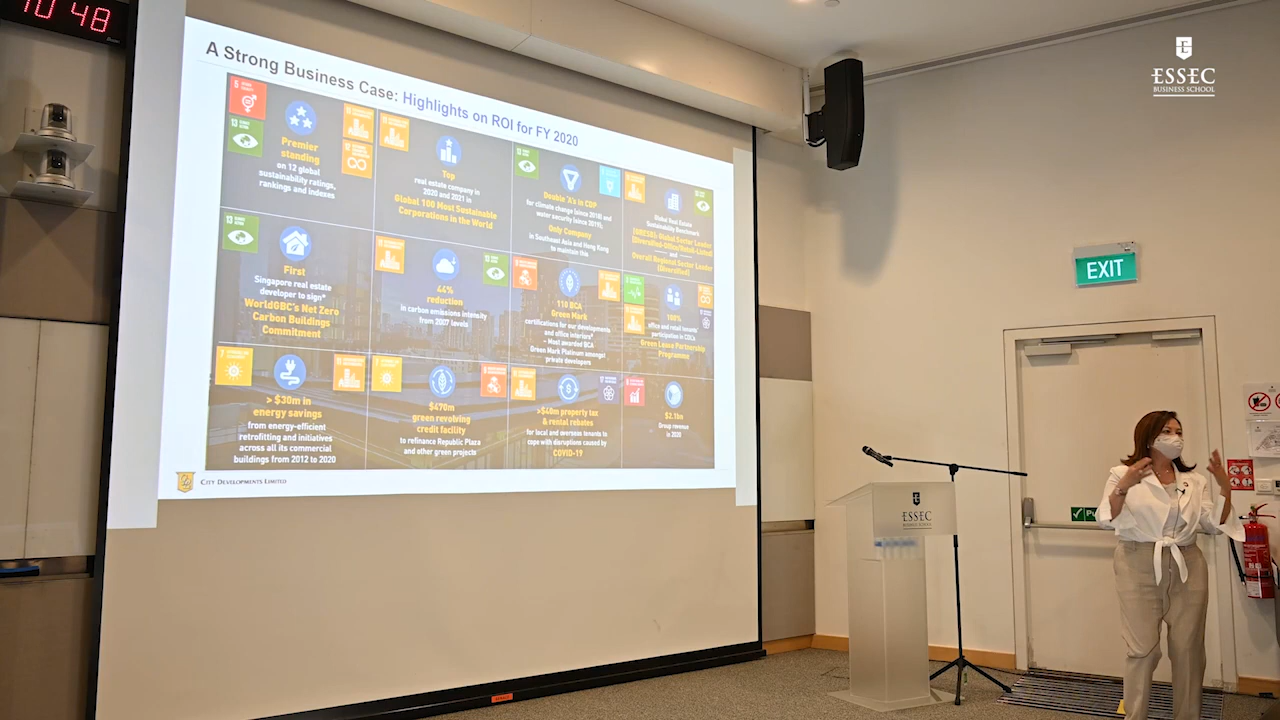 10 48
ESSEC
BUSINESS SCHOOL
A Strong Business Case: Highlights on ROI for FY 2020
Premier
standing
on 12 global
sustainability ratings,
rankings and indexes
Top
real estate company in
2020 and 2021 in
Global 100 Most Sustainable
Corporations in the World
Double 'A's in CDP
for climate change (since 2018) and
water security (since 2019),
Only Company
in Southeast Asia and Hong Kong
to maintain this
Global Real Estate
Sustainability Benchmark
(GRESB): Global Sector Leader
(Diversified-Office/Retail-Listed)
and
Overall Regional Sector Leader
(Diversified)
First
Singapore real estate
developer to sign*
WorldGBC's Net Zero
Carbon Buildings
Commitment
44%
reduction
in carbon emissions intensity
from 2007 levels
110 BCA
Green Mark
certifications for our developments
and office interiors*
- Most awarded BCA
Green Mark Platinum amongst
private developers
100%
office and retail tenants'
participation in CDL's
Green Lease Partnership
Programme
> $30m in
energy savings
from energy-efficient
retrofitting and initiatives
across all its commercial
buildings from 2012 to 2020
$470m
green revolving
credit facility
to refinance Republic Plaza
and other green projects
>$40m property tax
& rental rebates
for local and overseas tenants to
cope with disruptions caused by
COVID-19
$2.1bn
Group revenue
in 2020
CITY DEVELOPMENTS LIMITED
EXIT
ESSEC
BUSINESS SCHOOL